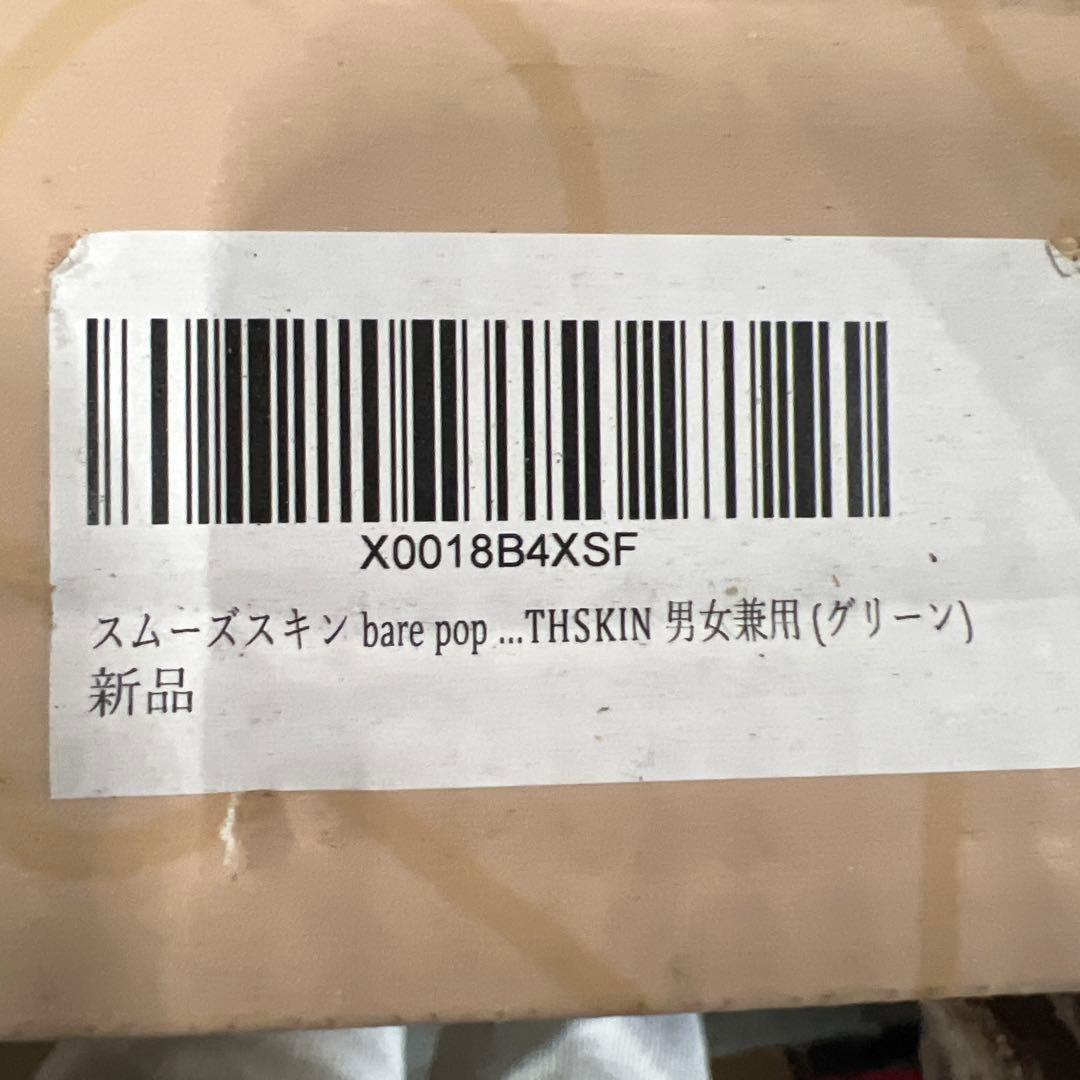 X0018B4XSF
スムーズスキン bare pop ...THSKIN 男女兼用 (グリーン)
新品